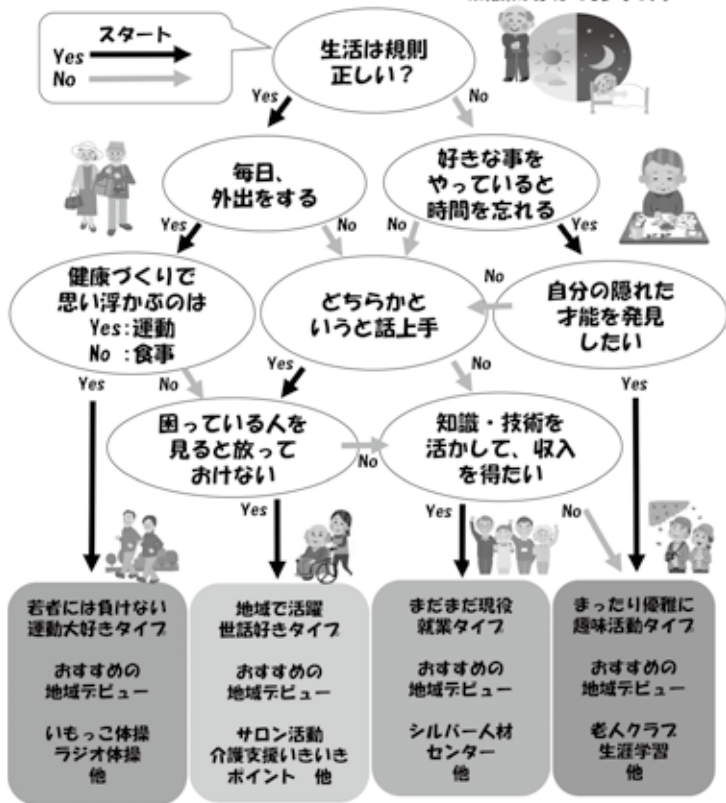 スタート
Yes
No
生活は規則
正しい？
Yes
No
毎日、
外出をする
好きな事を
やっていると
時間を忘れる
Yes
No
No
Yes
健康づくりで
思い浮かぶのは
Yes：運動
No ：食事
どちらかと
いうと話上手
No
自分の隠れた
才能を発見
したい
Yes
No
Yes
No
Yes
困っている人を
見ると放って
おけない
No
知識・技術を
活かして、収入
を得たい
Yes
Yes
No
若者には負けない
運動大好きタイプ
おすすめの
地域デビュー
いもっこ体操
ラジオ体操
他
地域で活躍
世話好きタイプ
おすすめの
地域デビュー
サロン活動
介護支援いきいき
ポイント 他
まだまだ現役
就業タイプ
おすすめの
地域デビュー
シルバー人材
センター
他
まったり優雅に
趣味活動タイプ
おすすめの
地域デビュー
老人クラブ
生涯学習
他